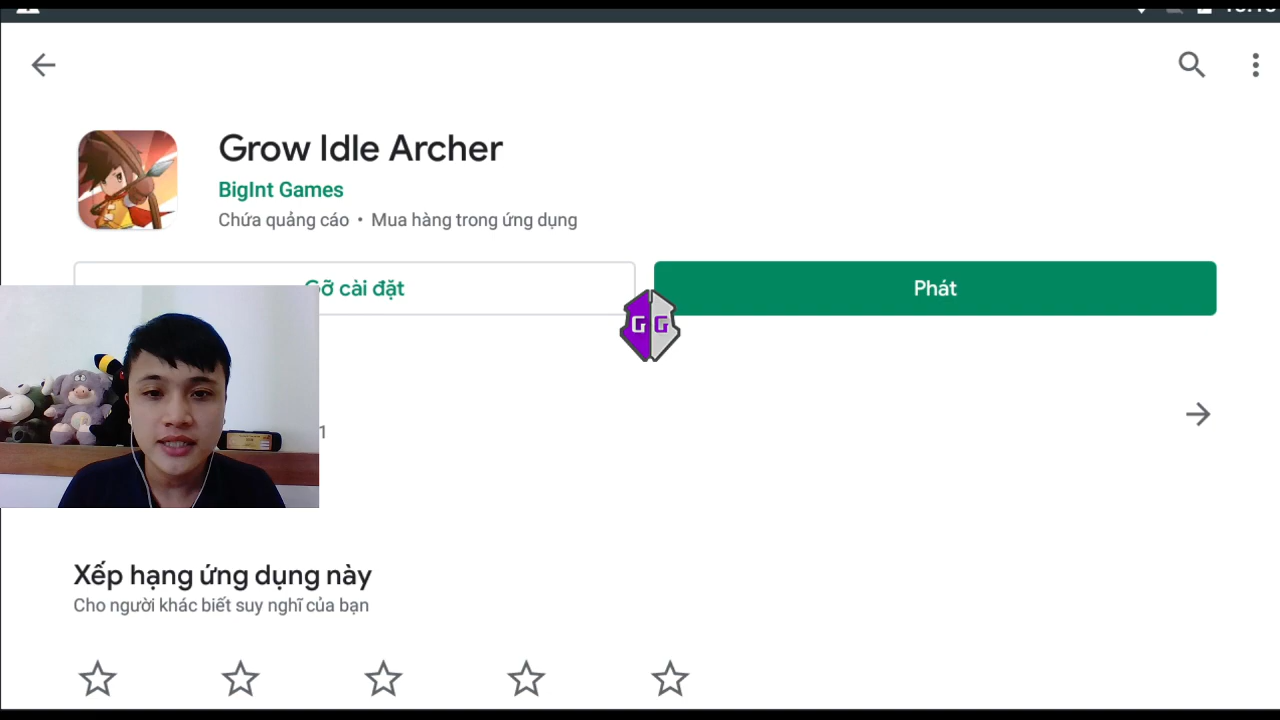 Grow Idle Archer
BigInt Games
Chứa quảng cáo • Mua hàng trong ứng dụng
Gỡ cài đặt
Phát
G G
1
Xếp hạng ứng dụng này
Cho người khác biết suy nghĩ của bạn